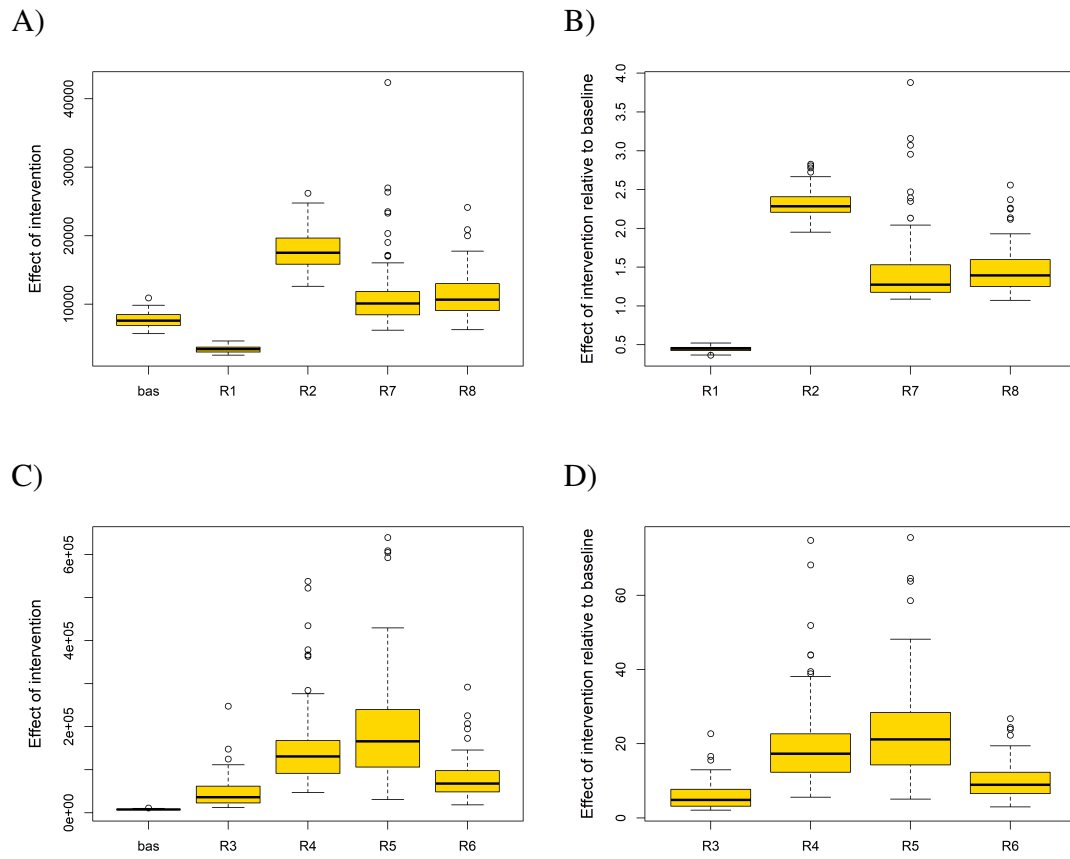 A)
Effect of intervention
40000
30000
20000
10000
bas R1 R2 R7 R8
B)
Effect of intervention relative to baseline
4.0
3.5
3.0
2.5
2.0
1.5
1.0
0.5
R1 R2 R7 R8
C)
Effect of intervention
6e+05
4e+05
2e+05
0e+00
bas R3 R4 R5 R6
D)
Effect of intervention relative to baseline
60
40
20
0
R3 R4 R5 R6